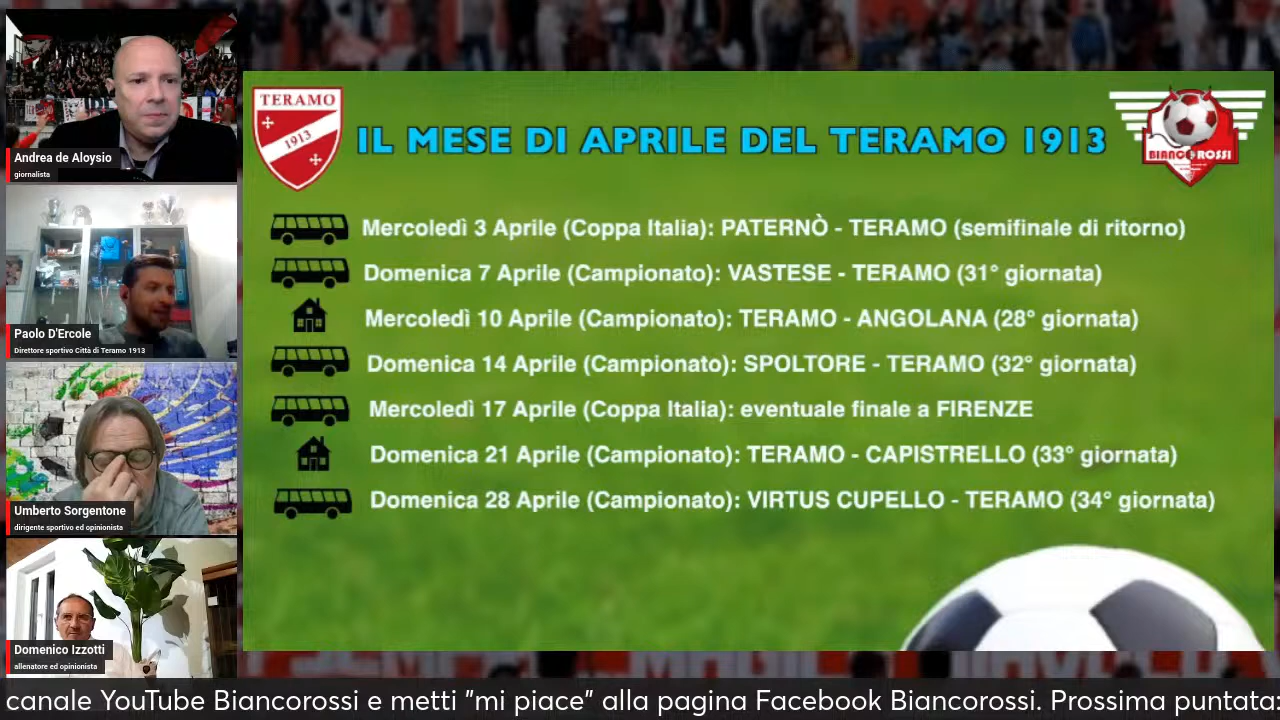 Andrea de Aloysio
giornalista
Paolo D'Ercole
Direttore sportivo Città di Teramo 1913
Umberto Sorgentone
dirigente sportivo ed opinionista
Domenico Izzotti
allenatore ed opinionista
TERAMO
1913
IL MESE DI APRILE DEL TERAMO 1913
BIANCOROSSI
Mercoledì 3 Aprile (Coppa Italia): PATERNÒ - TERAMO (semifinale di ritorno)
Domenica 7 Aprile (Campionato): VASTESE - TERAMO (31° giornata)
Mercoledì 10 Aprile (Campionato): TERAMO - ANGOLANA (28° giornata)
Domenica 14 Aprile (Campionato): SPOLTORE - TERAMO (32° giornata)
Mercoledì 17 Aprile (Coppa Italia): eventuale finale a FIRENZE
Domenica 21 Aprile (Campionato): TERAMO - CAPISTRELLO (33° giornata)
Domenica 28 Aprile (Campionato): VIRTUS CUPELLO - TERAMO (34° giornata)
canale YouTube Biancorossi e metti "mi piace" alla pagina Facebook Biancorossi. Prossima puntata: